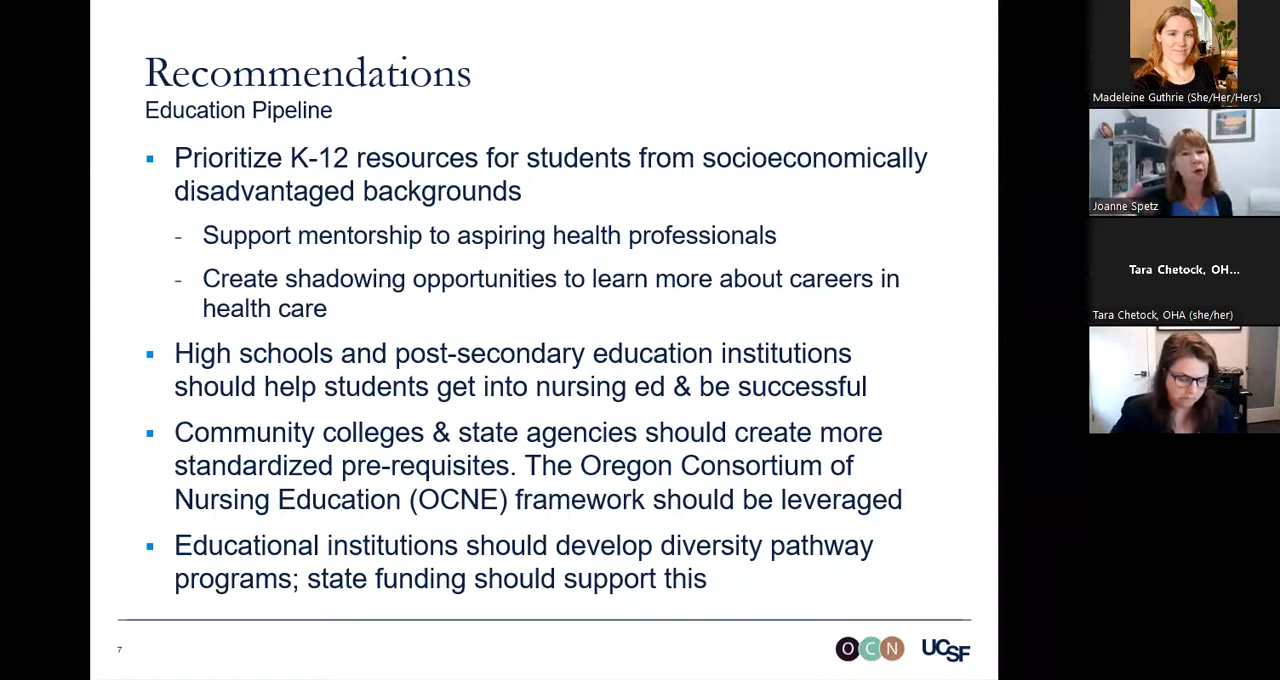 Recommendations
Education Pipeline
▪ Prioritize K-12 resources for students from socioeconomically
disadvantaged backgrounds
- Support mentorship to aspiring health professionals
- Create shadowing opportunities to learn more about careers in
health care
▪ High schools and post-secondary education institutions
should help students get into nursing ed & be successful
▪ Community colleges & state agencies should create more
standardized pre-requisites. The Oregon Consortium of
Nursing Education (OCNE) framework should be leveraged
▪ Educational institutions should develop diversity pathway
programs; state funding should support this
7
OCN
UCSF
Madeleine Guthrie (She/Her/Hers)
Joanne Spetz
Tara Chetock, OH...
Tara Chetock, OHA (she/her)